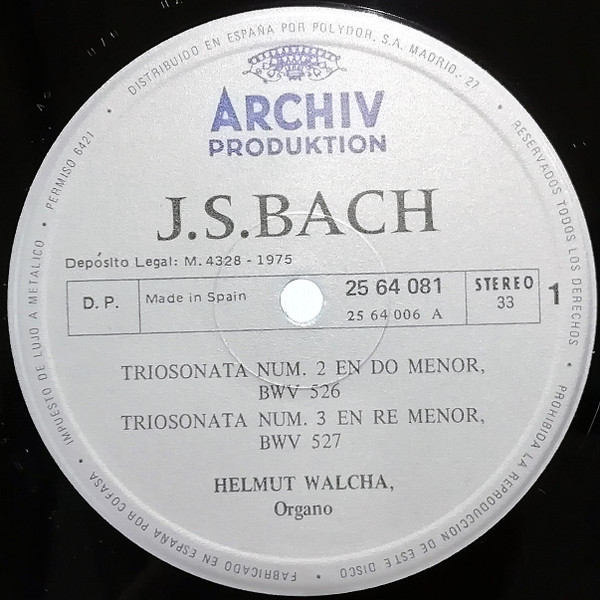 DISTRIBUIDO EN ESPAÑA POR POLYDOR, S.A. MADRID.- 27 • RESERVADOS TODOS LOS DERECHOS • PROHIBIDA LA REPRODUCCION DE ESTE DISCO • FABRICADO EN ESPAÑA POR COFASA • IMPUESTO DE LUJO A METALICO • PERMISO 6421 •
ARCHIV
PRODUKTION
J.S.BACH
Depósito Legal: M. 4328 - 1975
D. P. Made in Spain 25 64 081 STEREO 1
25 64 006 A 33
TRIOSONATA NUM. 2 EN DO MENOR,
BWV 526
TRIOSONATA NUM. 3 EN RE MENOR,
BWV 527
HELMUT WALCHA,
Organo